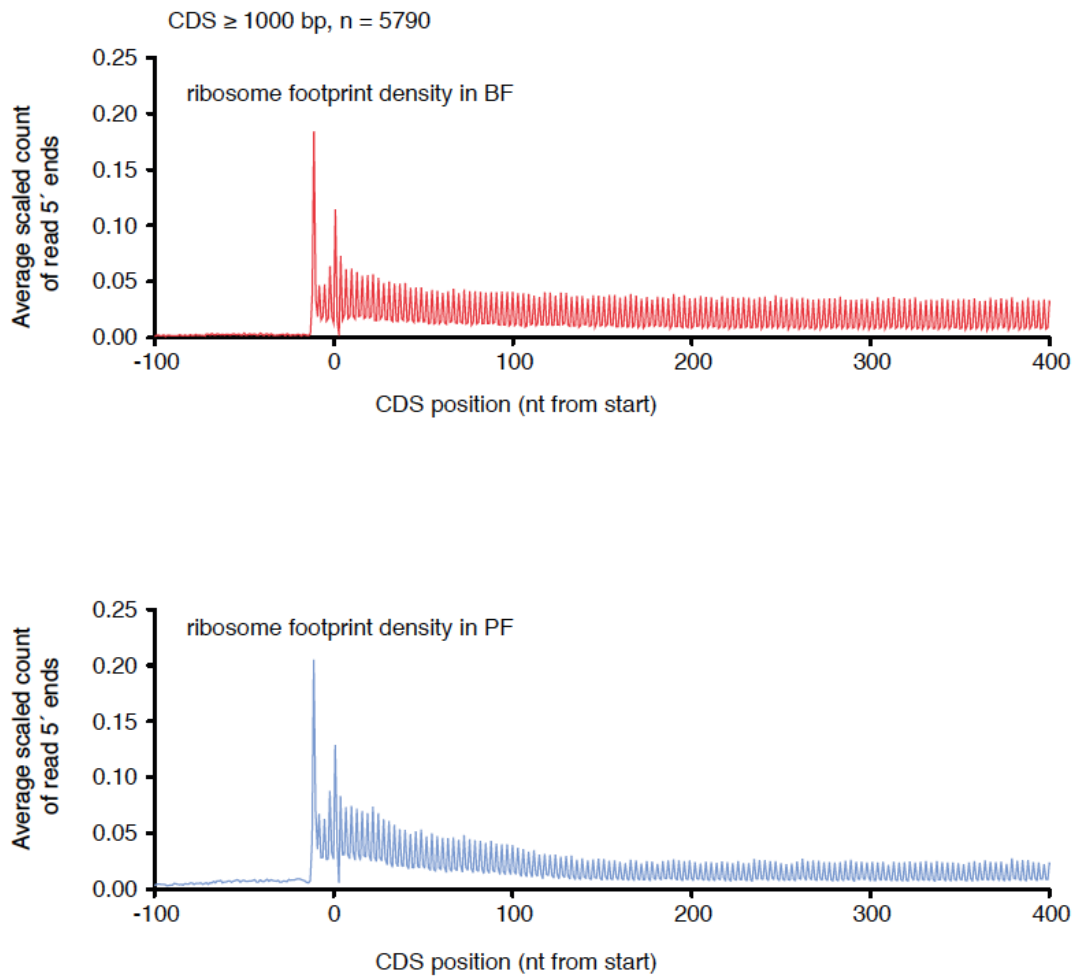 CDS ≥ 1000 bp, n = 5790
0.25
ribosome footprint density in BF
0.20
0.15
0.10
0.05
0.00
Average scaled count
of read 5´ ends
-100 0 100 200 300 400
CDS position (nt from start)
0.25
ribosome footprint density in PF
0.20
0.15
0.10
0.05
0.00
Average scaled count
of read 5´ ends
-100 0 100 200 300 400
CDS position (nt from start)